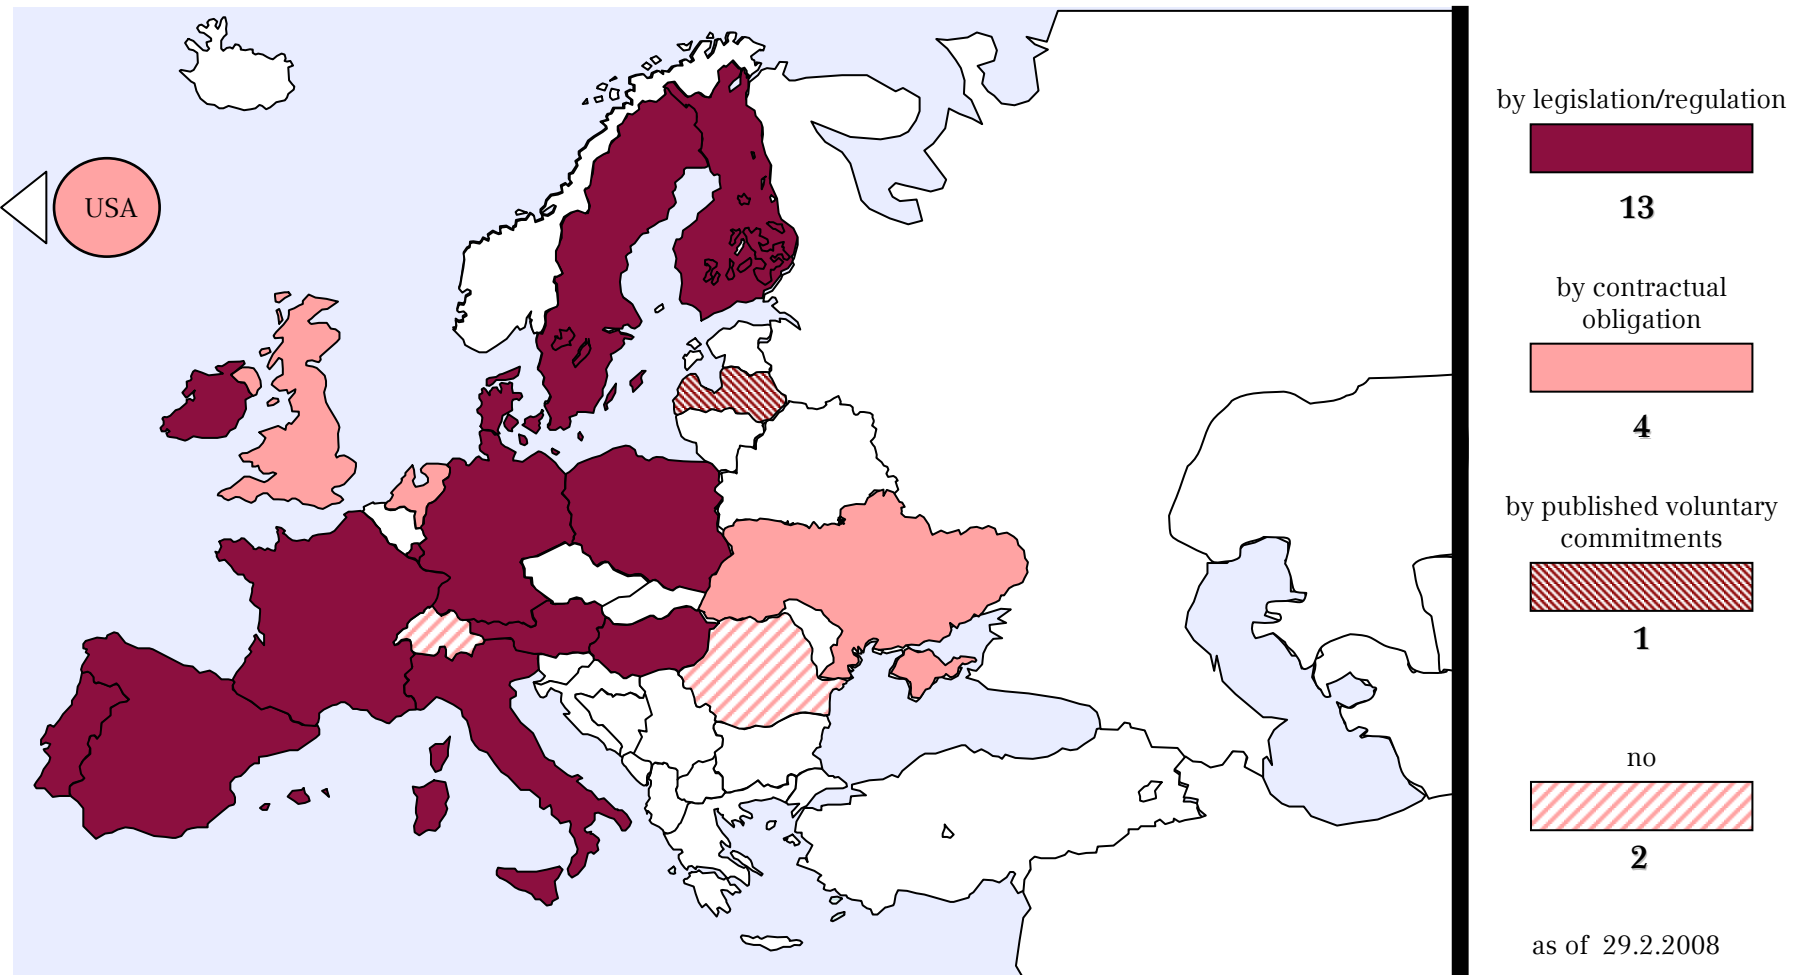 USA
by legislation/regulation
13
by contractual
obligation
4
by published voluntary
commitments
1
no
2
as of 29.2.2008